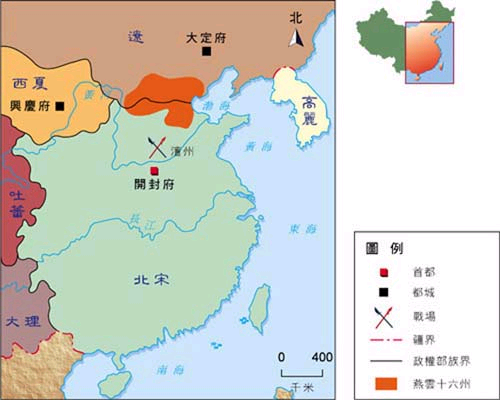 北
遼
大定府
西夏
興慶府
黃河
渤海
高麗
黃海
澶州
開封府
吐蕃
長江
東海
北宋
大理
南海
0 400
千米
圖例
首都
都城
戰場
疆界
政權部族界
燕雲十六州